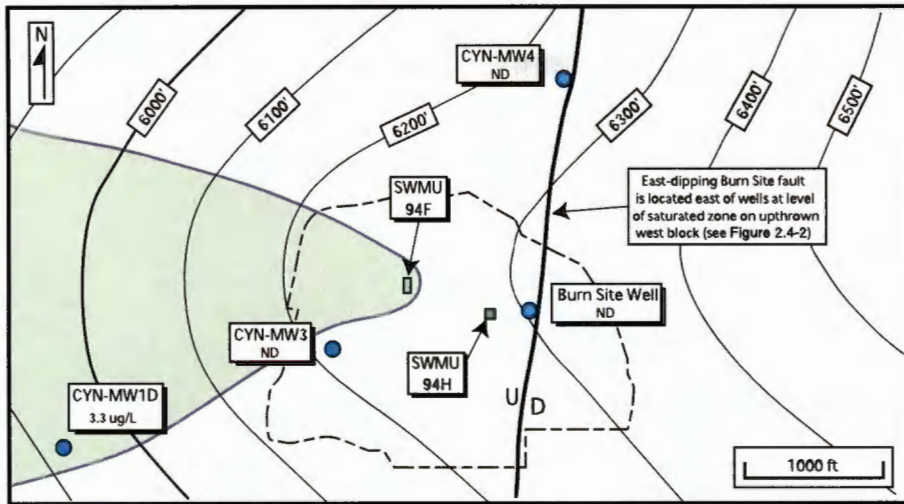 N
CYN-MW4
ND
6000'
6100'
6200'
6300'
6400'
6500'
SWMU
94F
East-dipping Burn Site fault
is located east of wells at level
of saturated zone on upthrown
west block (see Figure 2.4-2)
CYN-MW3
ND
Burn Site Well
ND
SWMU
94H
CYN-MW1D
3.3 ug/L
U D
1000 ft